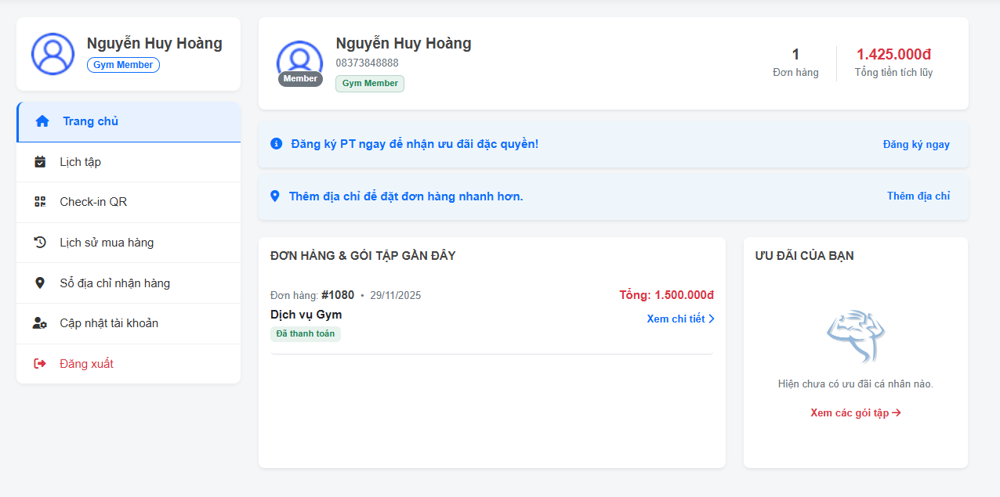 Nguyễn Huy Hoàng
Gym Member
Trang chủ
Lịch tập
Check-in QR
Lịch sử mua hàng
Sổ địa chỉ nhận hàng
Cập nhật tài khoản
Đăng xuất
Member
Nguyễn Huy Hoàng
08373848888
Gym Member
1
Đơn hàng
1.425.000đ
Tổng tiền tích lũy
Đăng ký PT ngay để nhận ưu đãi đặc quyền!
Đăng ký ngay
Thêm địa chỉ để đặt đơn hàng nhanh hơn.
Thêm địa chỉ
ĐƠN HÀNG & GÓI TẬP GẦN ĐÂY
Đơn hàng: #1080 • 29/11/2025
Tổng: 1.500.000đ
Dịch vụ Gym
Xem chi tiết
Đã thanh toán
ƯU ĐÃI CỦA BẠN
Hiện chưa có ưu đãi cá nhân nào.
Xem các gói tập